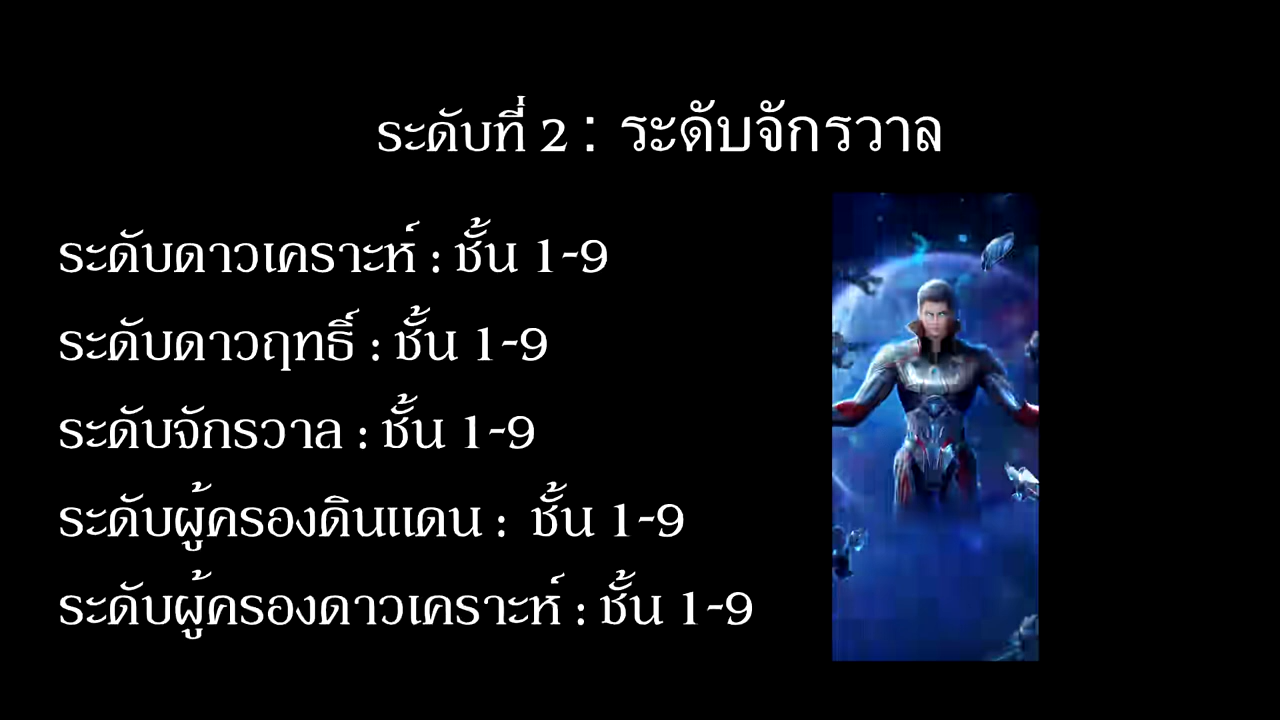 ระดับที่ 2 : ระดับจักรวาล
ระดับดาวเคราะห์ : ชั้น 1-9
ระดับดาวฤทธิ์ : ชั้น 1-9
ระดับจักรวาล : ชั้น 1-9
ระดับผู้ครองดินแดน : ชั้น 1-9
ระดับผู้ครองดาวเคราะห์ : ชั้น 1-9